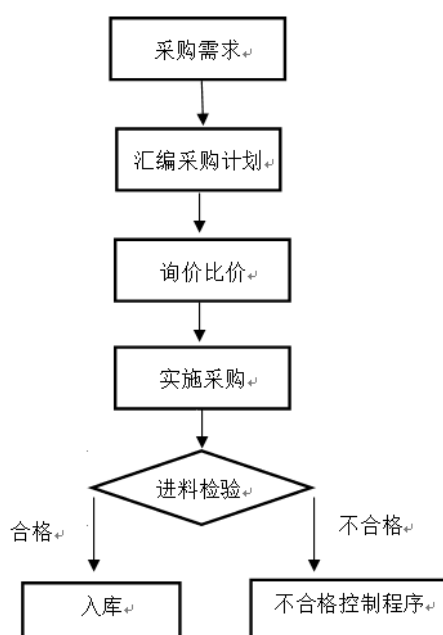 采购需求
汇编采购计划
询价比价
实施采购
进料检验
合格
不合格
入库
不合格控制程序